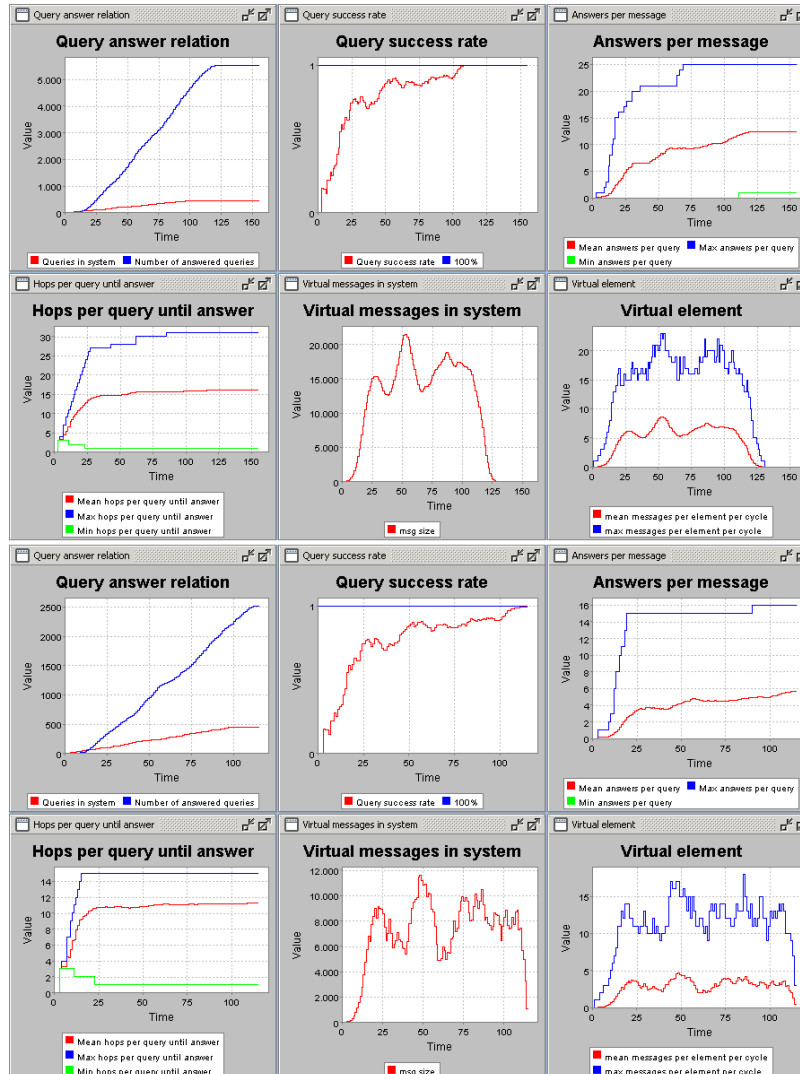 Query answer relation
Query answer relation
Value
5.000
4.000
3.000
2.000
1.000
0
25 50 75 100 125 150
Time
Queries in system Number of answered queries
Query success rate
Query success rate
Value
1
0
0 25 50 75 100 125 150
Time
Query success rate 100%
Answers per message
Answers per message
Value
25
20
15
10
5
0
25 50 75 100 125 150
Time
Mean answers per query Max answers per query
Min answers per query
Hops per query until answer
Hops per query until answer
Value
30
25
20
15
10
5
0
0 25 50 75 100 125 150
Time
Mean hops per query until answer
Max hops per query until answer
Min hops per query until answer
Virtual messages in system
Virtual messages in system
Value
20.000
15.000
10.000
5.000
0
0 25 50 75 100 125 150
Time
msg size
Virtual element
Virtual element
Value
20
15
10
5
0
0 25 50 75 100 125 150
Time
mean messages per element per cycle
max messages per element per cycle
Query answer relation
Query answer relation
Value
2500
2000
1500
1000
500
0
0 25 50 75 100
Time
Queries in system Number of answered queries
Query success rate
Query success rate
Value
1
0
0 25 50 75 100
Time
Query success rate 100%
Answers per message
Answers per message
Value
16
14
12
10
8
6
4
2
0
0 25 50 75 100
Time
Mean answers per query Max answers per query
Min answers per query
Hops per query until answer
Hops per query until answer
Value
14
12
10
8
6
4
2
0
0 25 50 75 100
Time
Mean hops per query until answer
Max hops per query until answer
Min hops per query until answer
Virtual messages in system
Virtual messages in system
Value
12.000
10.000
8.000
6.000
4.000
2.000
0
0 25 50 75 100
Time
msg size
Virtual element
Virtual element
Value
15
10
5
0
0 25 50 75 100
Time
mean messages per element per cycle
max messages per element per cycle